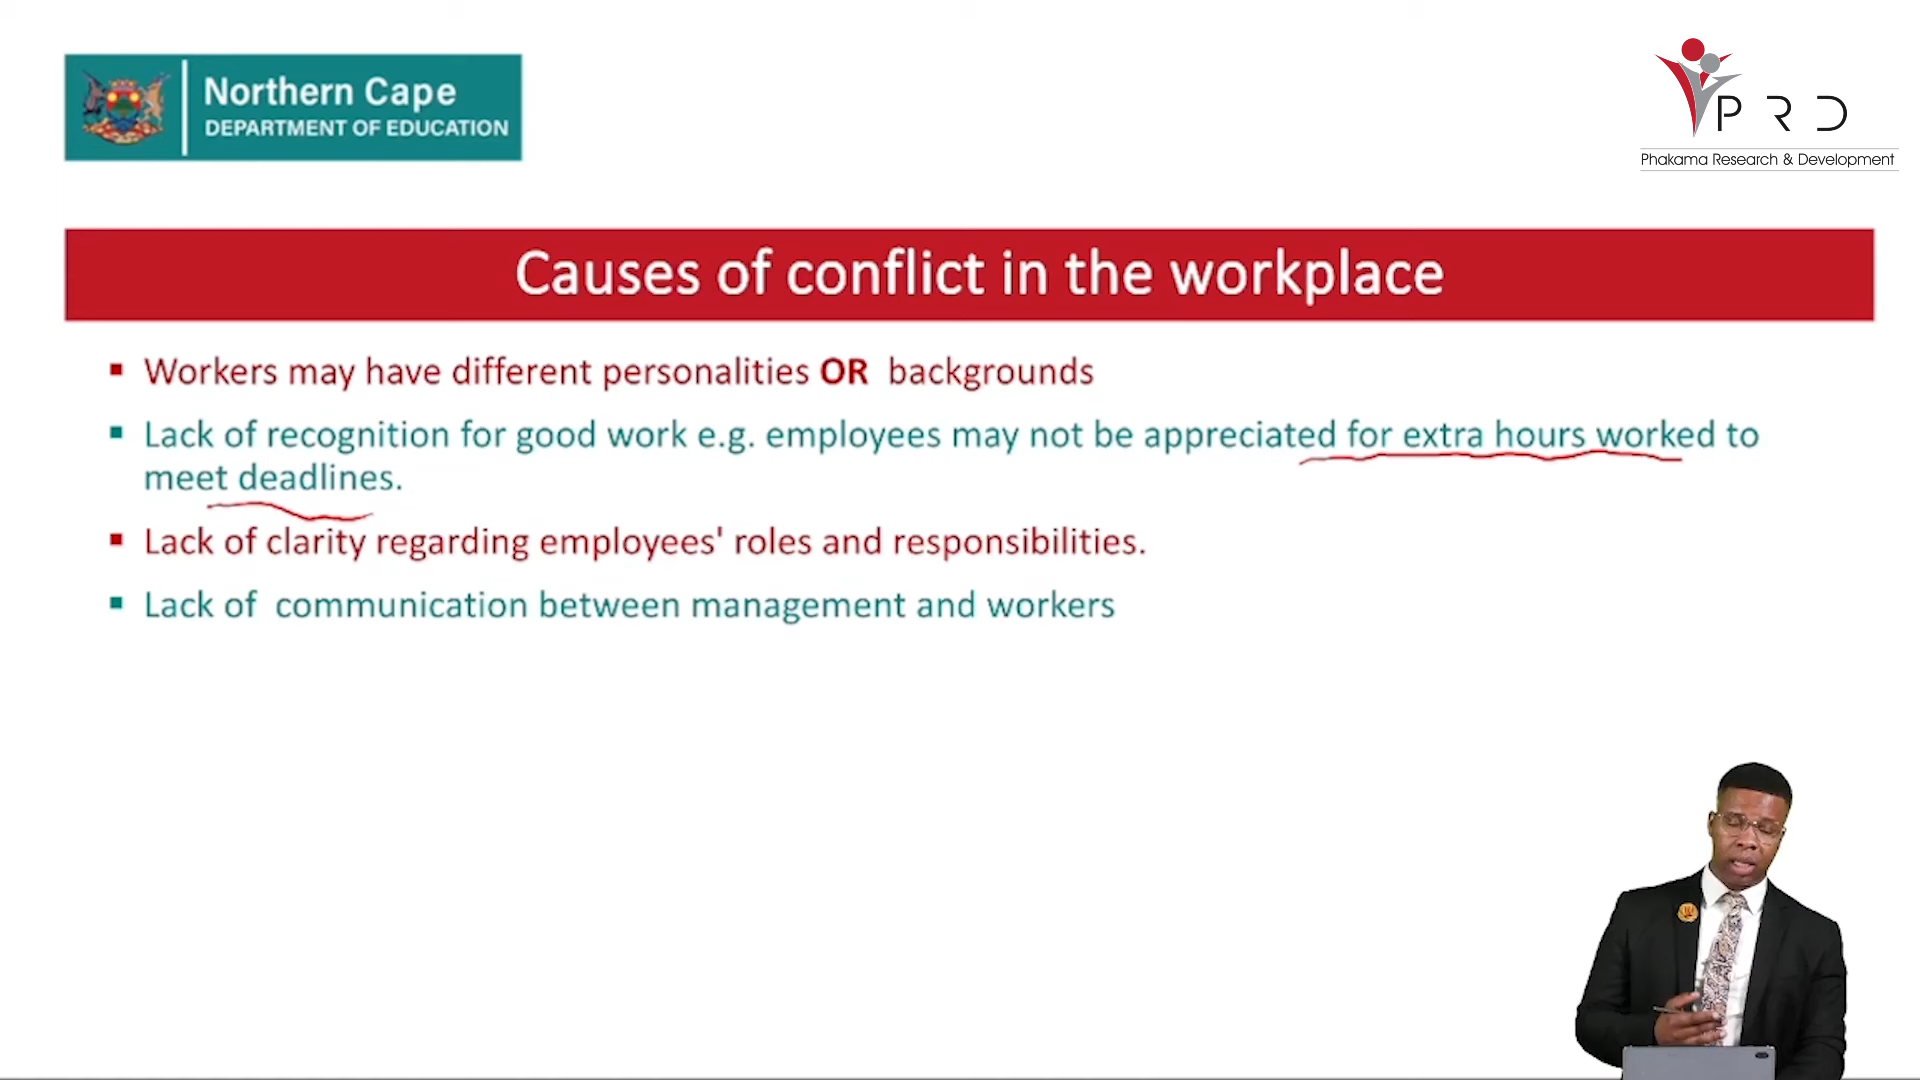 Northern Cape
DEPARTMENT OF EDUCATION
P R D
Phakama Research & Development
Causes of conflict in the workplace
Workers may have different personalities OR backgrounds
Lack of recognition for good work e.g. employees may not be appreciated for extra hours worked to
meet deadlines.
Lack of clarity regarding employees' roles and responsibilities.
Lack of communication between management and workers